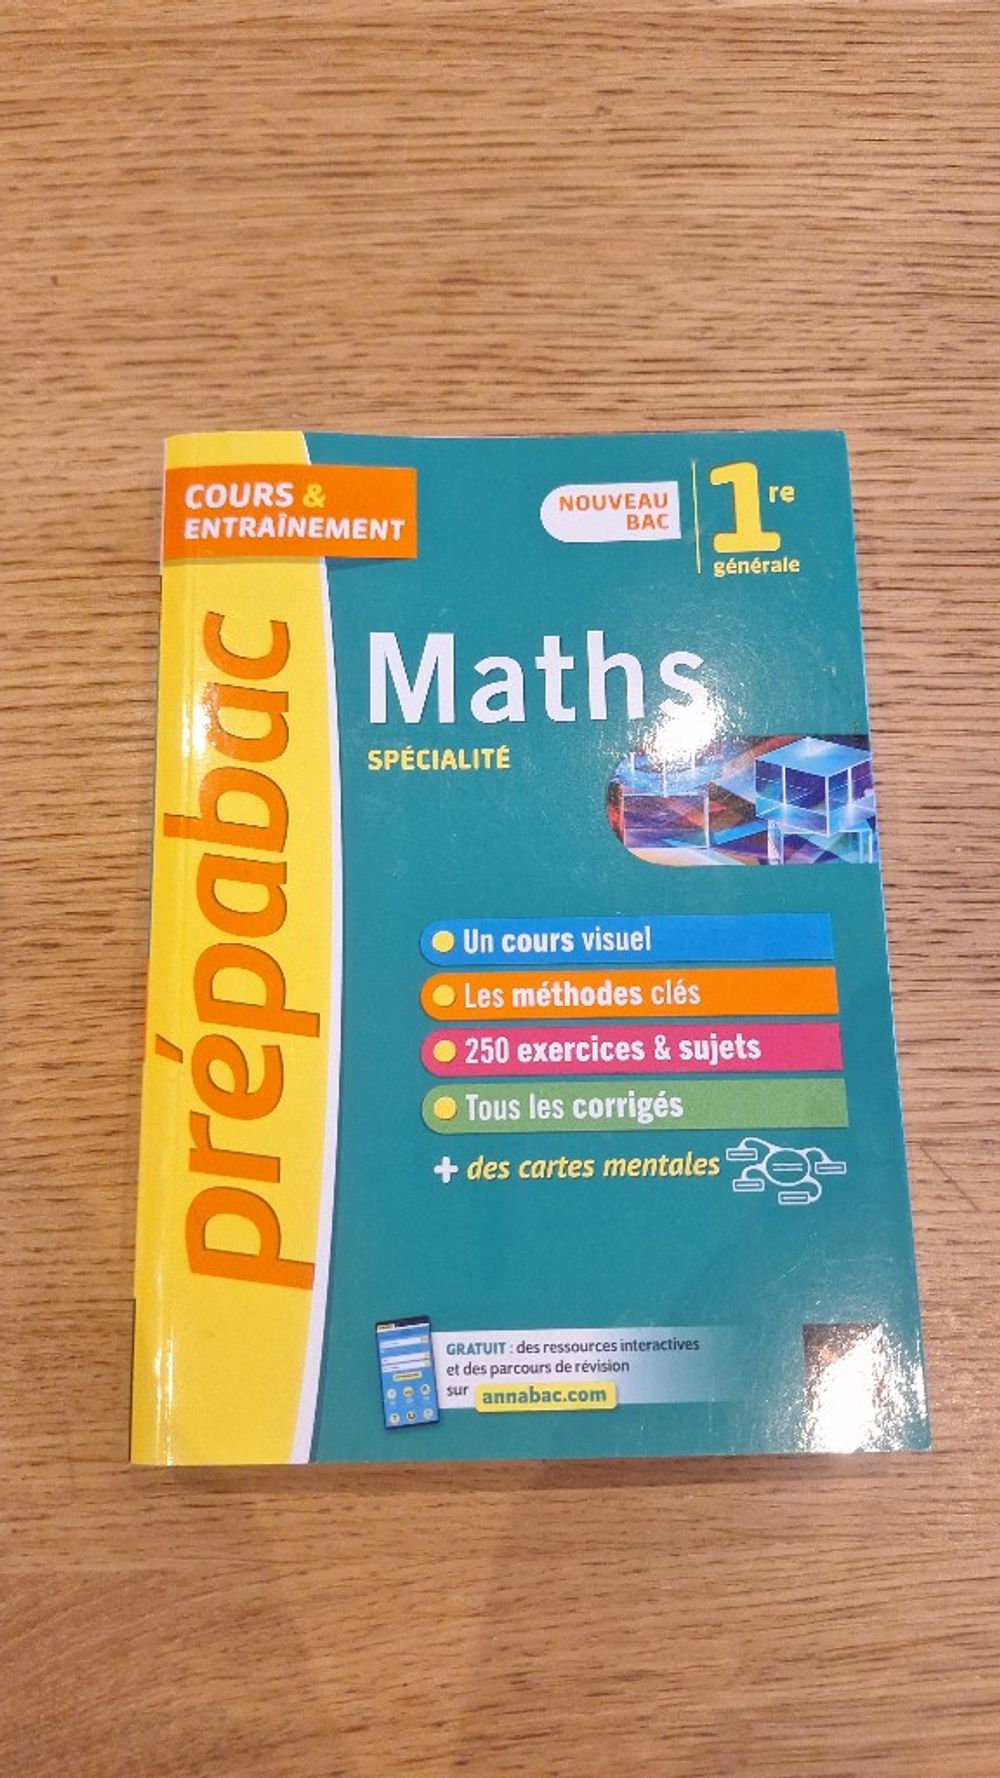 COURS &
ENTRAÎNEMENT
NOUVEAU
BAC
1re
générale
prépabac
Maths
SPÉCIALITÉ
Un cours visuel
Les méthodes clés
250 exercices & sujets
Tous les corrigés
+ des cartes mentales
GRATUIT : des ressources interactives
et des parcours de révision
sur annabac.com